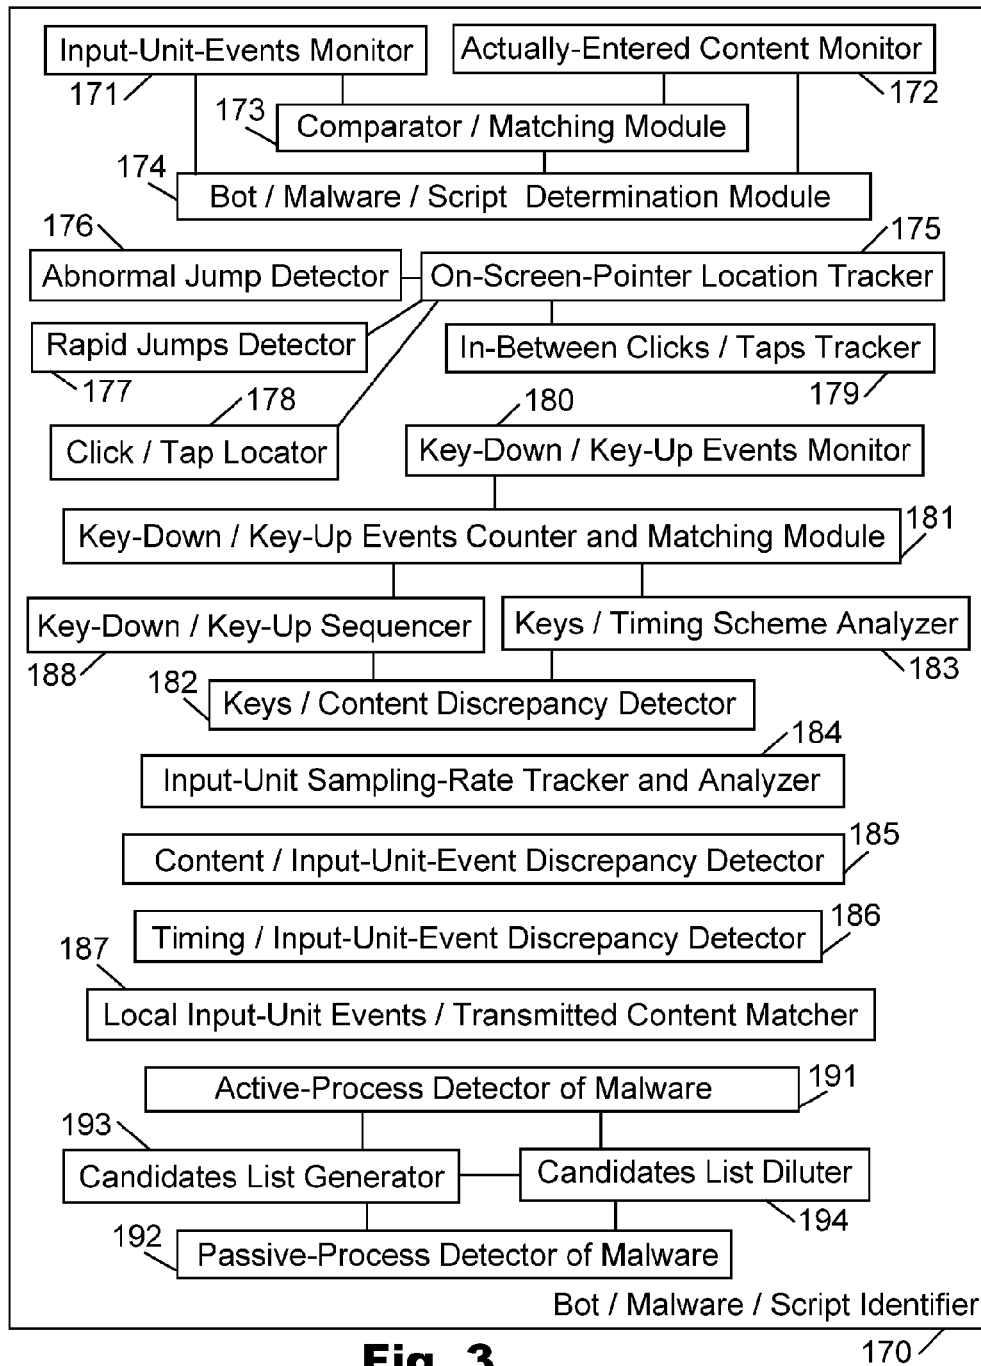 Input-Unit-Events Monitor
Actually-Entered Content Monitor
171
173
172
Comparator / Matching Module
174
Bot / Malware / Script Determination Module
176
175
Abnormal Jump Detector
On-Screen-Pointer Location Tracker
Rapid Jumps Detector
In-Between Clicks / Taps Tracker
177
178
179
180
Click / Tap Locator
Key-Down / Key-Up Events Monitor
Key-Down / Key-Up Events Counter and Matching Module
181
Key-Down / Key-Up Sequencer
Keys / Timing Scheme Analyzer
188
182
183
Keys / Content Discrepancy Detector
184
Input-Unit Sampling-Rate Tracker and Analyzer
185
Content / Input-Unit-Event Discrepancy Detector
186
Timing / Input-Unit-Event Discrepancy Detector
187
Local Input-Unit Events / Transmitted Content Matcher
Active-Process Detector of Malware
191
193
Candidates List Generator
Candidates List Diluter
192
194
Passive-Process Detector of Malware
Bot / Malware / Script Identifier
170
Fig. 3